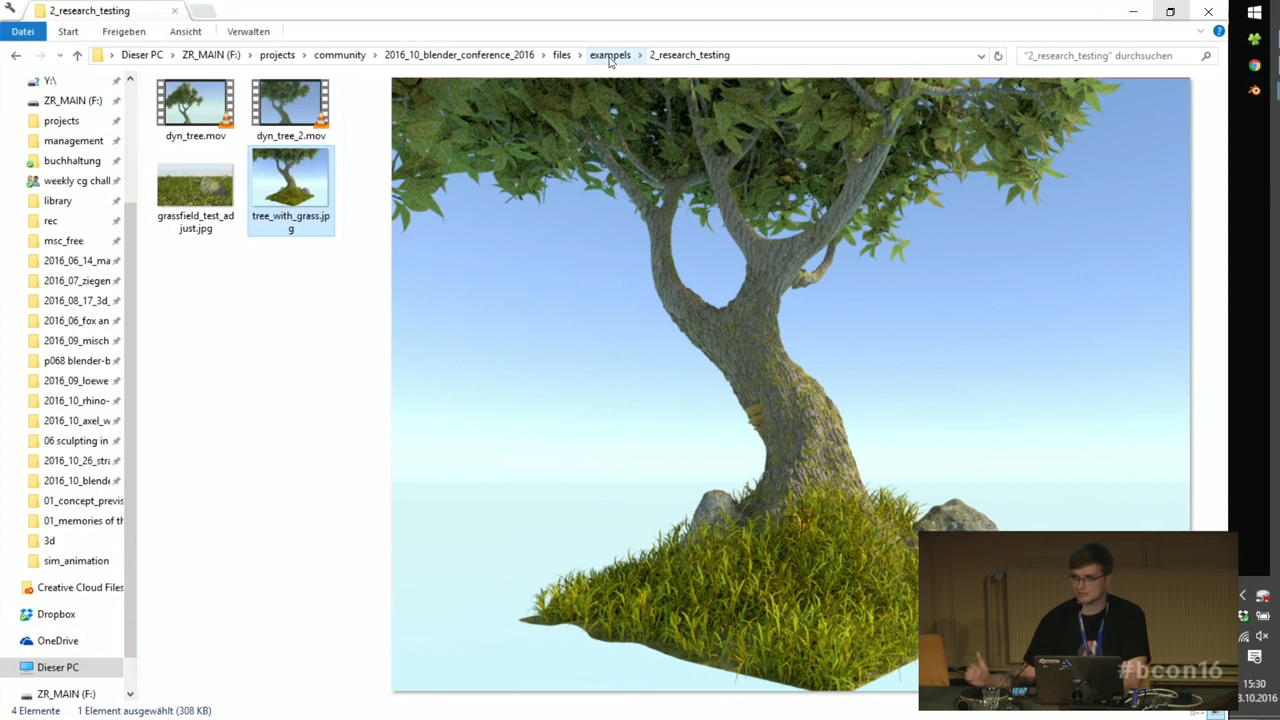 2_research_testing
Datei
Start
Freigeben
Ansicht
Verwalten
Dieser PC
ZR_MAIN (F:)
projects
community
2016_10_blender_conference_2016
files
exampels
2_research_testing
"2_research_testing" durchsuchen
Y:\
ZR_MAIN (F:)
projects
management
buchhaltung
weekly cg chall
library
rec
msc_free
2016_06_14_ma
2016_07_ziegen
2016_08_17_3d_
2016_06_fox an
2016_09_misch
p068 blender-b
2016_09_loewe
2016_10_rhino-
2016_10_axel_w
06 sculpting in
2016_10_26_stra
2016_10_blende
01_concept_previs
01_memories of th
3d
sim_animation
Creative Cloud Files
Dropbox
OneDrive
Dieser PC
ZR_MAIN (F:)
dyn_tree.mov
dyn_tree_2.mov
grassfield_test_ad
just.jpg
tree_with_grass.jp
g
4 Elemente
1 Element ausgewählt (308 KB)
#bcon16
15:30
8.10.2016